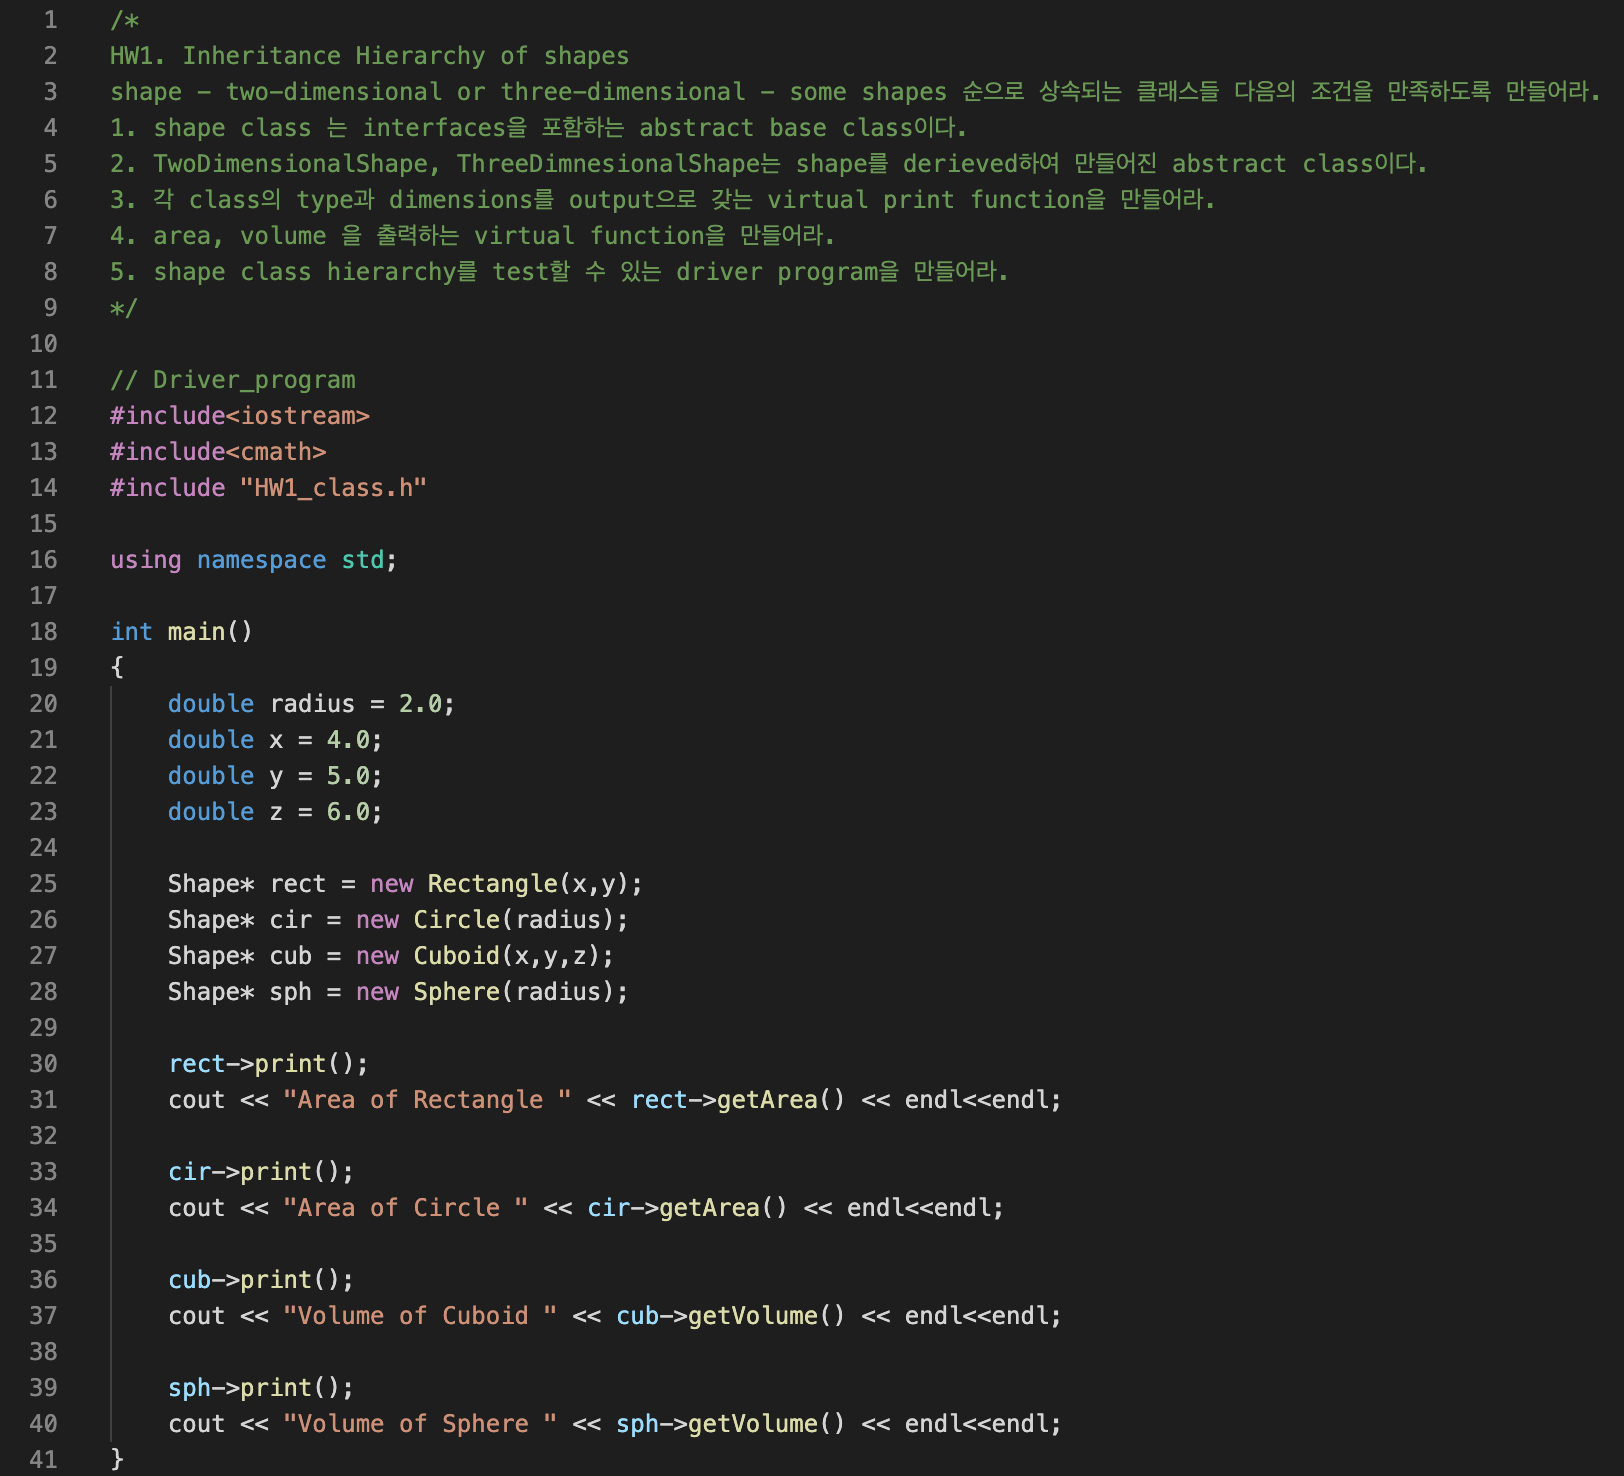 1 /*
2 HW1. Inheritance Hierarchy of shapes
3 shape - two-dimensional or three-dimensional - some shapes 순으로 상속되는 클래스들 다음의 조건을 만족하도록 만들어라.
4 1. shape class 는 interfaces을 포함하는 abstract base class이다.
5 2. TwoDimensionalShape, ThreeDimnesionalShape는 shape를 derieved하여 만들어진 abstract class이다.
6 3. 각 class의 type과 dimensions를 output으로 갖는 virtual print function을 만들어라.
7 4. area, volume 을 출력하는 virtual function을 만들어라.
8 5. shape class hierarchy를 test할 수 있는 driver program을 만들어라.
9 */
10
11 // Driver_program
12 #include<iostream>
13 #include<cmath>
14 #include "HW1_class.h"
15
16 using namespace std;
17
18 int main()
19 {
20     double radius = 2.0;
21     double x = 4.0;
22     double y = 5.0;
23     double z = 6.0;
24
25     Shape* rect = new Rectangle(x,y);
26     Shape* cir = new Circle(radius);
27     Shape* cub = new Cuboid(x,y,z);
28     Shape* sph = new Sphere(radius);
29
30     rect->print();
31     cout << "Area of Rectangle " << rect->getArea() << endl<<endl;
32
33     cir->print();
34     cout << "Area of Circle " << cir->getArea() << endl<<endl;
35
36     cub->print();
37     cout << "Volume of Cuboid " << cub->getVolume() << endl<<endl;
38
39     sph->print();
40     cout << "Volume of Sphere " << sph->getVolume() << endl<<endl;
41 }